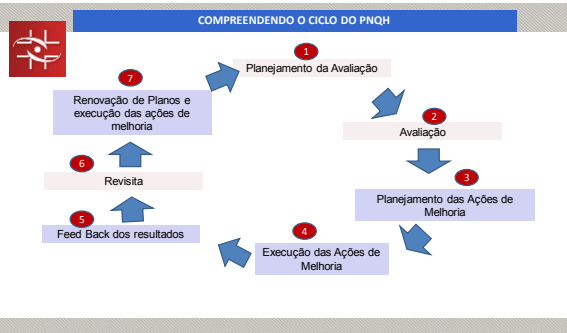 COMPREENDENDO O CICLO DO PNQH
1
Planejamento da Avaliação
2
Avaliação
3
Planejamento das Ações de
Melhoria
4
Execução das Ações de
Melhoria
5
Feed Back dos resultados
6
Revisita
7
Renovação de Planos e
execução das ações de
melhoria